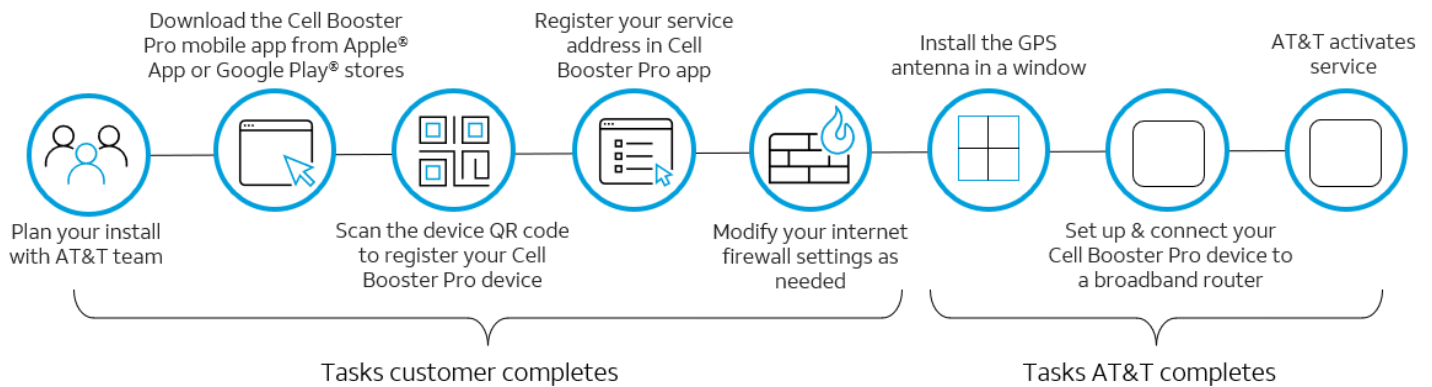 Download the Cell Booster
Pro mobile app from Apple®
App or Google Play® stores
Register your service
address in Cell
Booster Pro app
Install the GPS
antenna in a window
AT&T activates
service
Plan your install
with AT&T team
Scan the device QR code
to register your Cell
Booster Pro device
Modify your internet
firewall settings as
needed
Set up & connect your
Cell Booster Pro device to
a broadband router
Tasks customer completes
Tasks AT&T completes